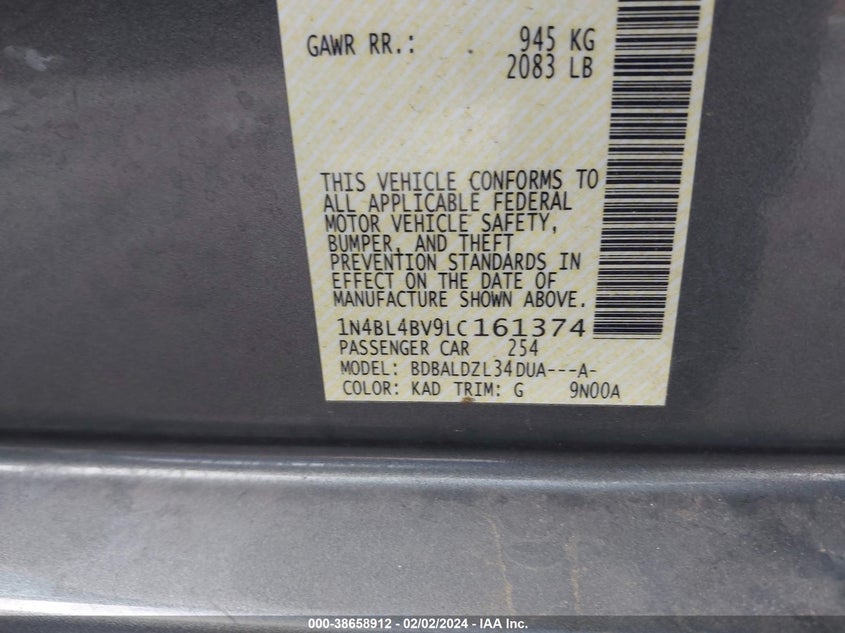 GAWR RR.: 945 KG
2083 LB
THIS VEHICLE CONFORMS TO
ALL APPLICABLE FEDERAL
MOTOR VEHICLE SAFETY,
BUMPER, AND THEFT
PREVENTION STANDARDS IN
EFFECT ON THE DATE OF
MANUFACTURE SHOWN ABOVE.
1N4BL4BV9LC161374
PASSENGER CAR 254
MODEL: BDBALDZL34DUA---A-
COLOR: KAD TRIM: G 9N00A
000-38658912 - 02/02/2024 - IAAI Inc.